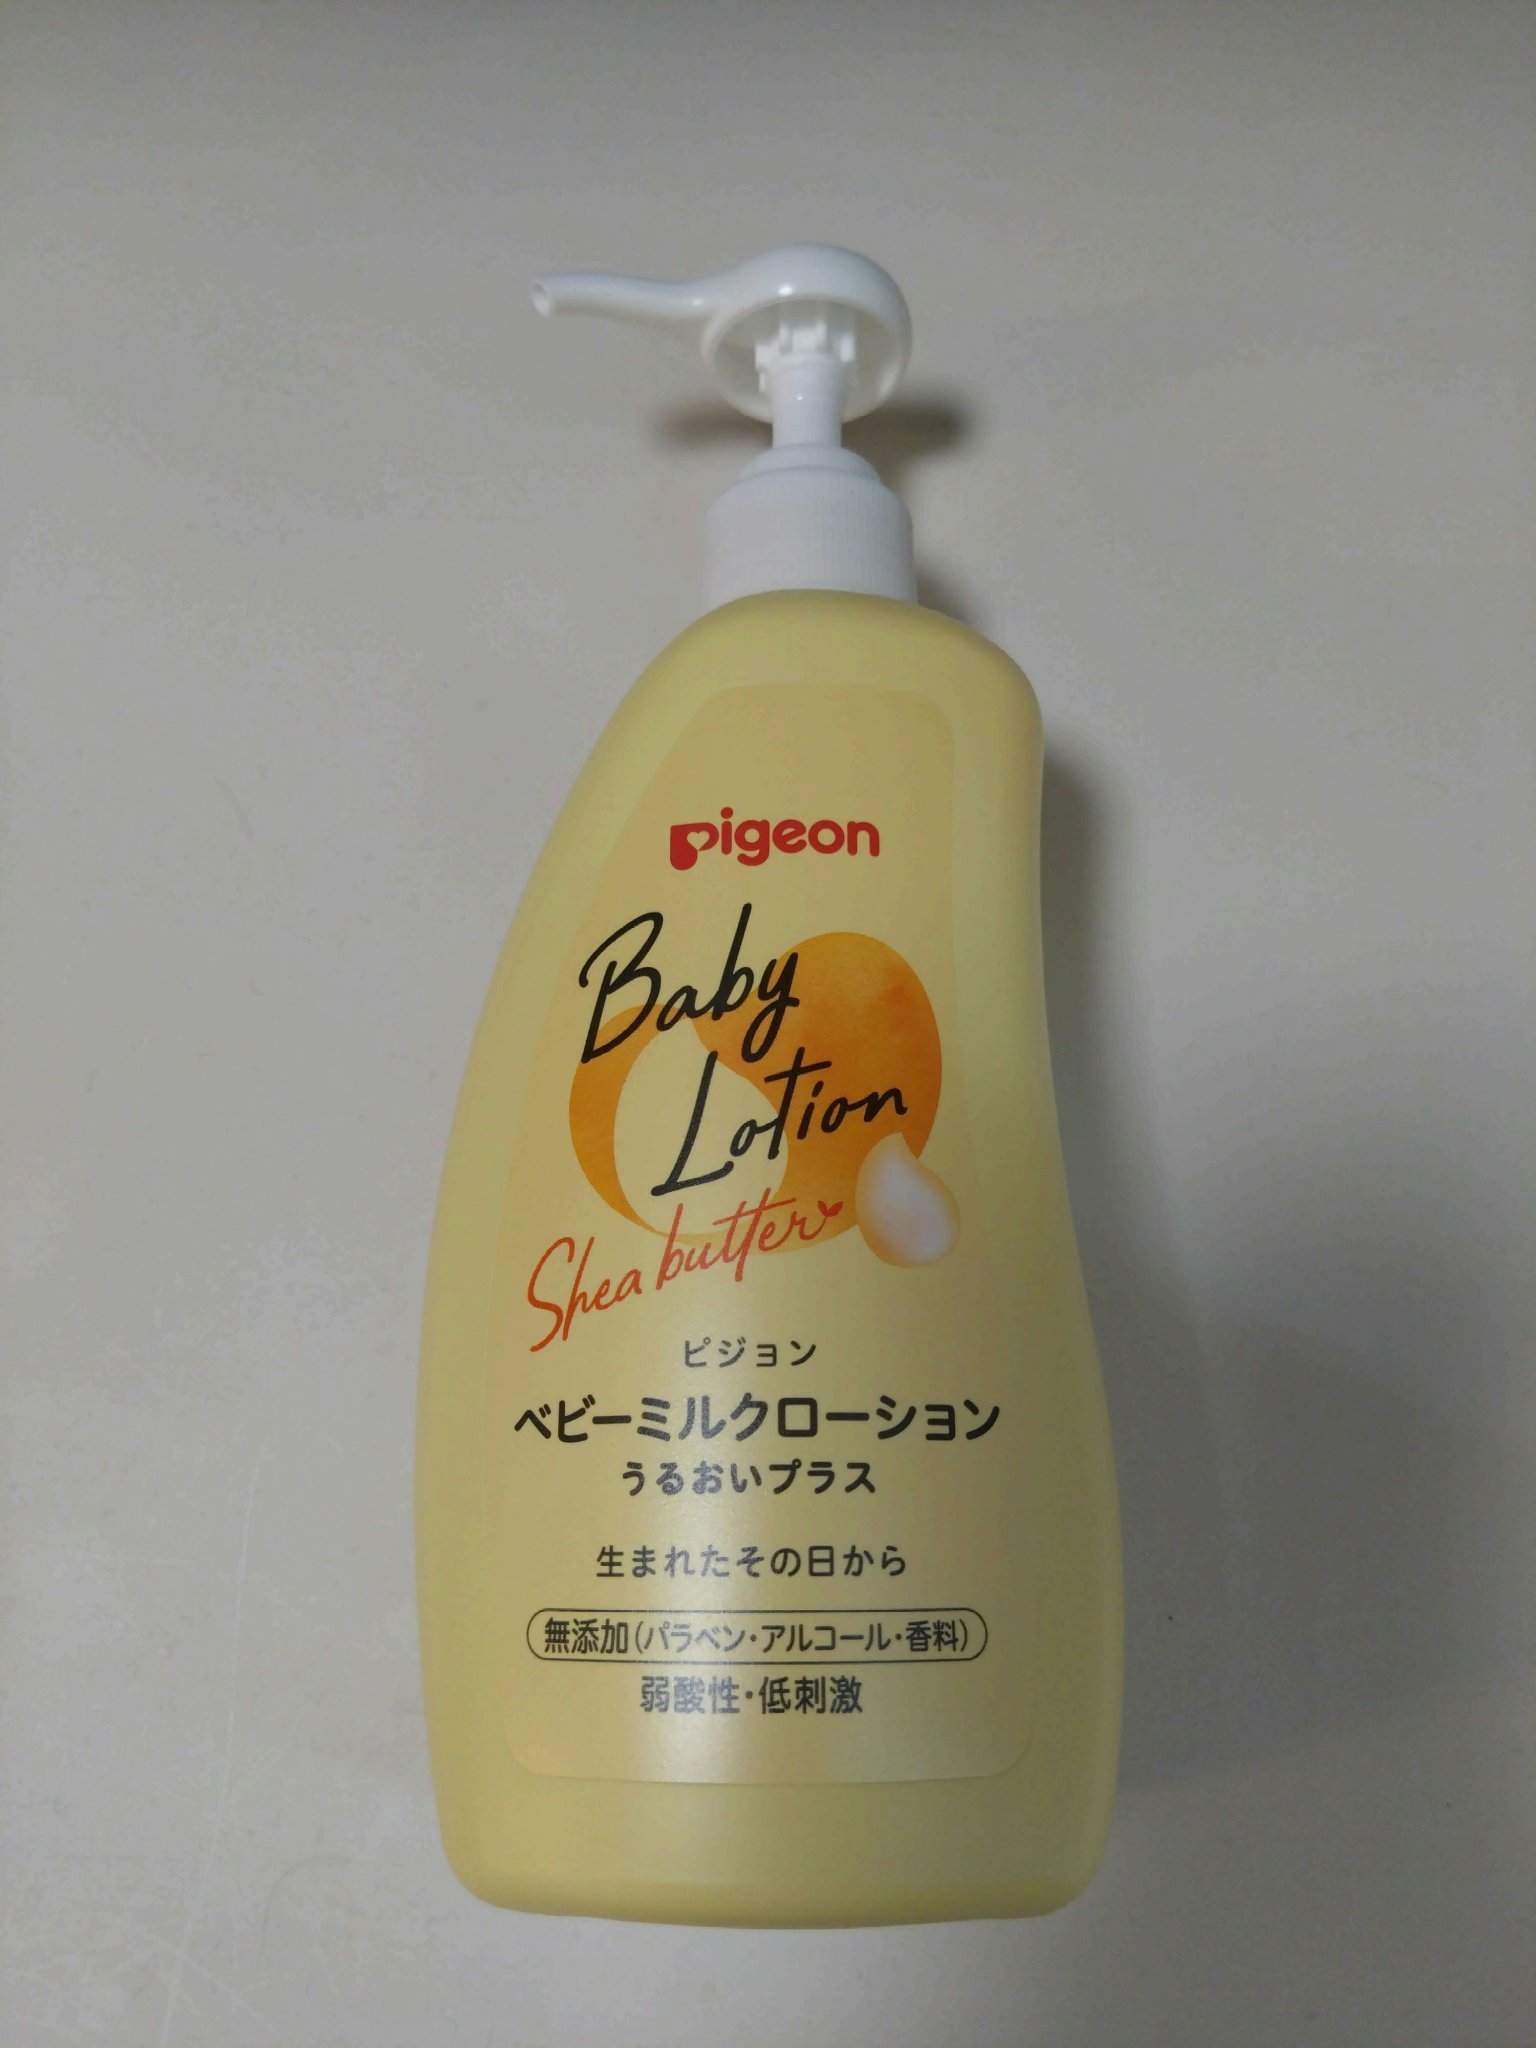 pigeon
Baby
Lotion
Shea butter
ピジョン
ベビーミルクローション
うるおいプラス
生まれたその日から
無添加(パラベン・アルコール・香料)
弱酸性・低刺激